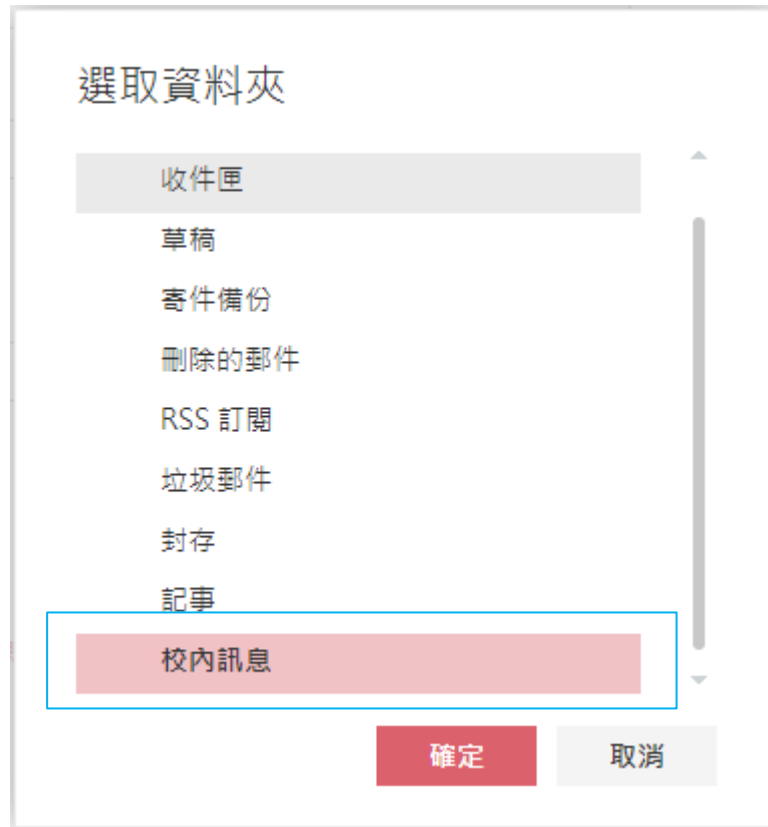 選取資料夾
收件匣
草稿
寄件備份
刪除的郵件
RSS 訂閱
垃圾郵件
封存
記事
校內訊息
確定 取消